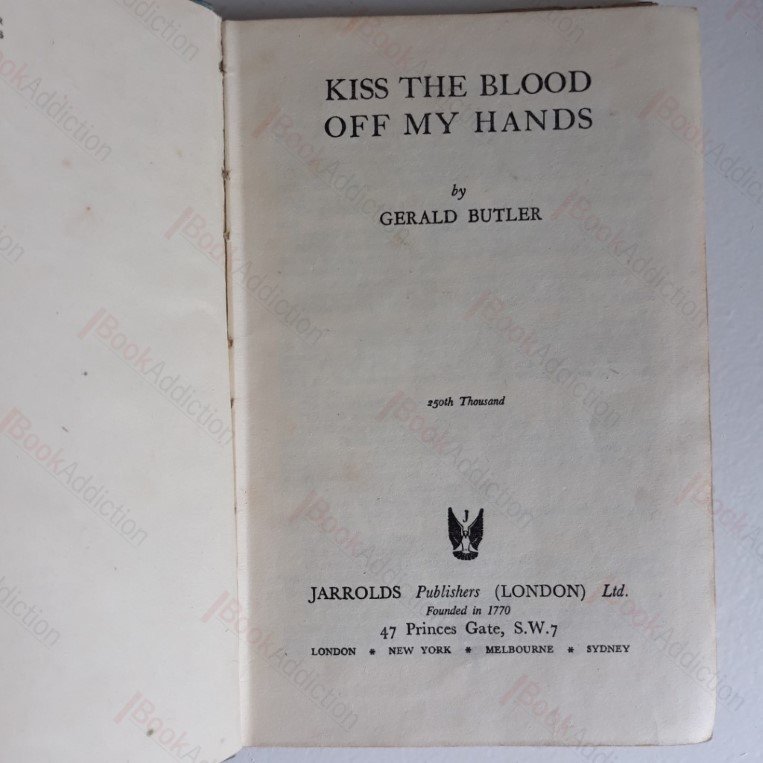 KISS THE BLOOD
OFF MY HANDS
by
GERALD BUTLER
250th Thousand
J
JARROLDS Publishers (LONDON) Ltd.
Founded in 1770
47 Princes Gate, S.W.7
LONDON * NEW YORK * MELBOURNE * SYDNEY
BookAddiction